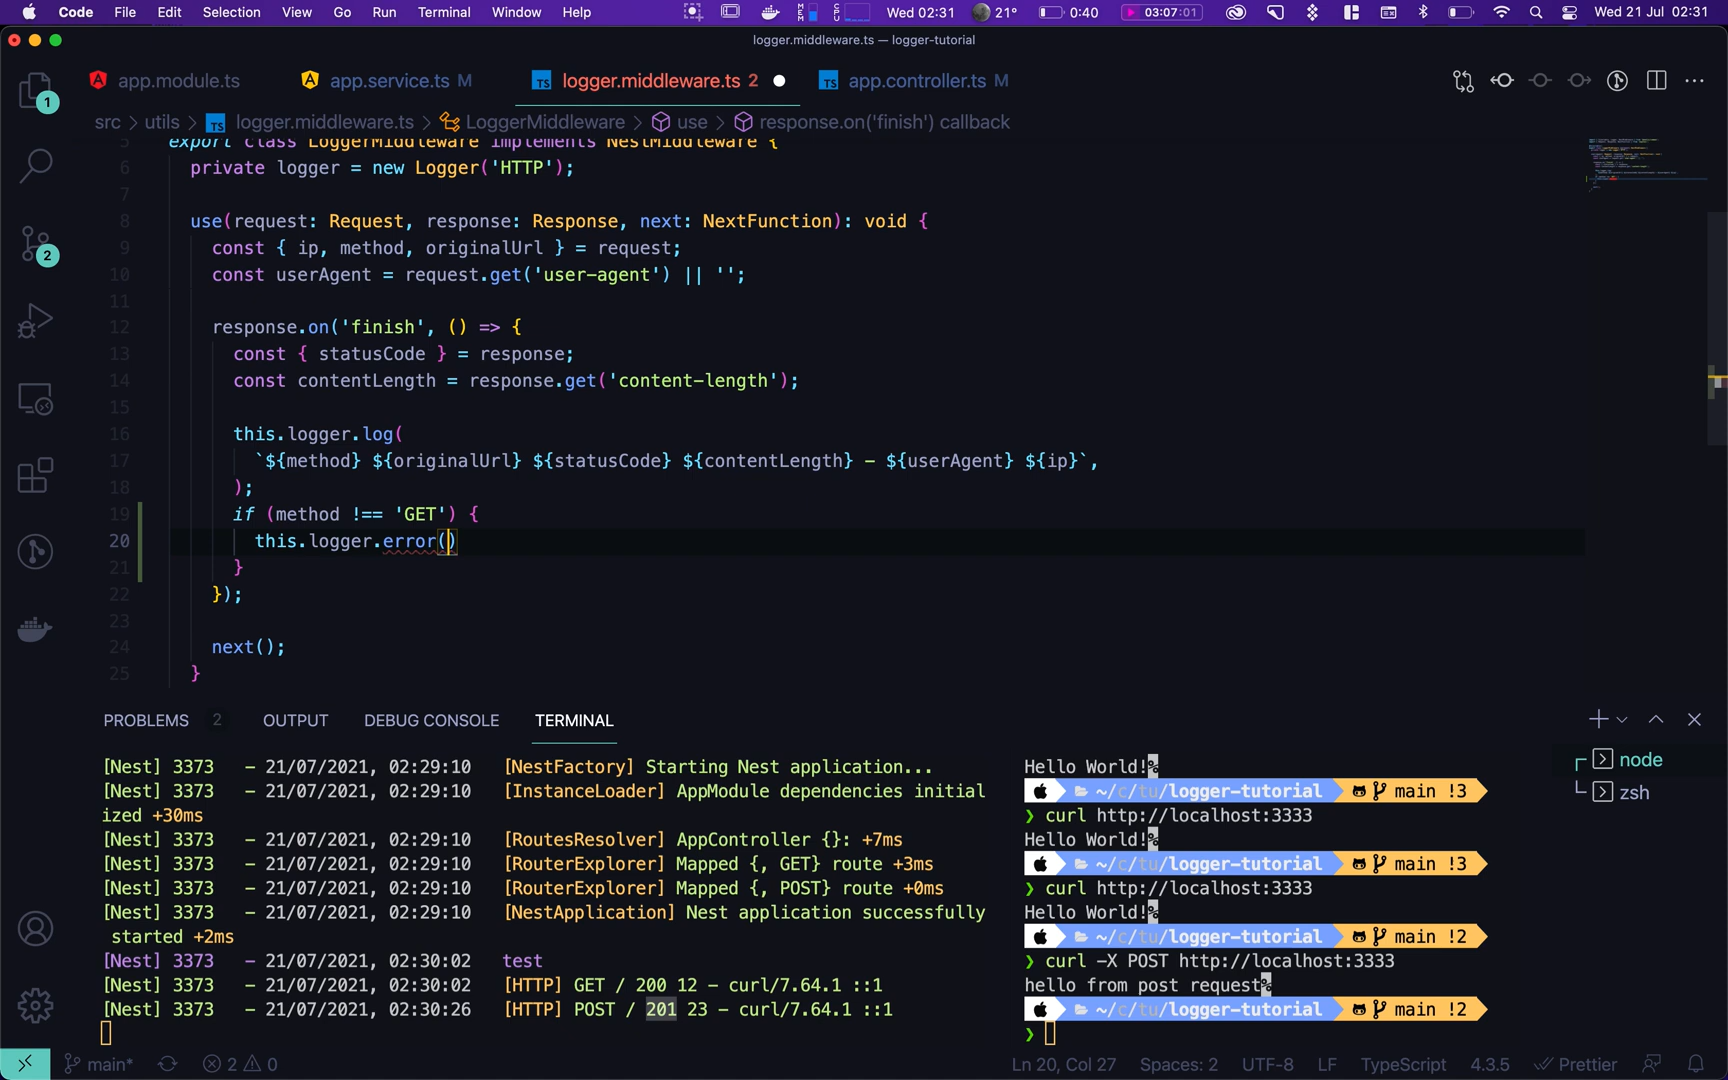 Code File Edit Selection View Go Run Terminal Window Help Wed 02:31 21° 0:40 03:07:01 Wed 21 Jul 02:31
logger.middleware.ts — logger-tutorial
app.module.ts app.service.ts M logger.middleware.ts 2 app.controller.ts M
src > utils > TS logger.middleware.ts > LoggerMiddleware > use > response.on('finish') callback
5 export class LoggerMiddleware implements NestMiddleware {
6 private logger = new Logger('HTTP');
7
8 use(request: Request, response: Response, next: NextFunction): void {
9 const { ip, method, originalUrl } = request;
10 const userAgent = request.get('user-agent') || '';
11
12 response.on('finish', () => {
13 const { statusCode } = response;
14 const contentLength = response.get('content-length');
15
16 this.logger.log(
17 `${method} ${originalUrl} ${statusCode} ${contentLength} - ${userAgent} ${ip}`,
18 );
19 if (method !== 'GET') {
20 this.logger.error()
21 }
22 });
23
24 next();
25 }
PROBLEMS 2 OUTPUT DEBUG CONSOLE TERMINAL
[Nest] 3373 - 21/07/2021, 02:29:10 [NestFactory] Starting Nest application...
[Nest] 3373 - 21/07/2021, 02:29:10 [InstanceLoader] AppModule dependencies initial
ized +30ms
[Nest] 3373 - 21/07/2021, 02:29:10 [RoutesResolver] AppController {}: +7ms
[Nest] 3373 - 21/07/2021, 02:29:10 [RouterExplorer] Mapped {, GET} route +3ms
[Nest] 3373 - 21/07/2021, 02:29:10 [RouterExplorer] Mapped {, POST} route +0ms
[Nest] 3373 - 21/07/2021, 02:29:10 [NestApplication] Nest application successfully
started +2ms
[Nest] 3373 - 21/07/2021, 02:30:02 test
[Nest] 3373 - 21/07/2021, 02:30:02 [HTTP] GET / 200 12 - curl/7.64.1 ::1
[Nest] 3373 - 21/07/2021, 02:30:26 [HTTP] POST / 201 23 - curl/7.64.1 ::1
Hello World!%
~/c/tu/logger-tutorial main !3
❯ curl http://localhost:3333
Hello World!%
~/c/tu/logger-tutorial main !3
❯ curl http://localhost:3333
Hello World!%
~/c/tu/logger-tutorial main !2
❯ curl -X POST http://localhost:3333
hello from post request%
~/c/tu/logger-tutorial main !2
❯
node
zsh
1
2
main* 2 0 Ln 20, Col 27 Spaces: 2 UTF-8 LF TypeScript 4.3.5 Prettier